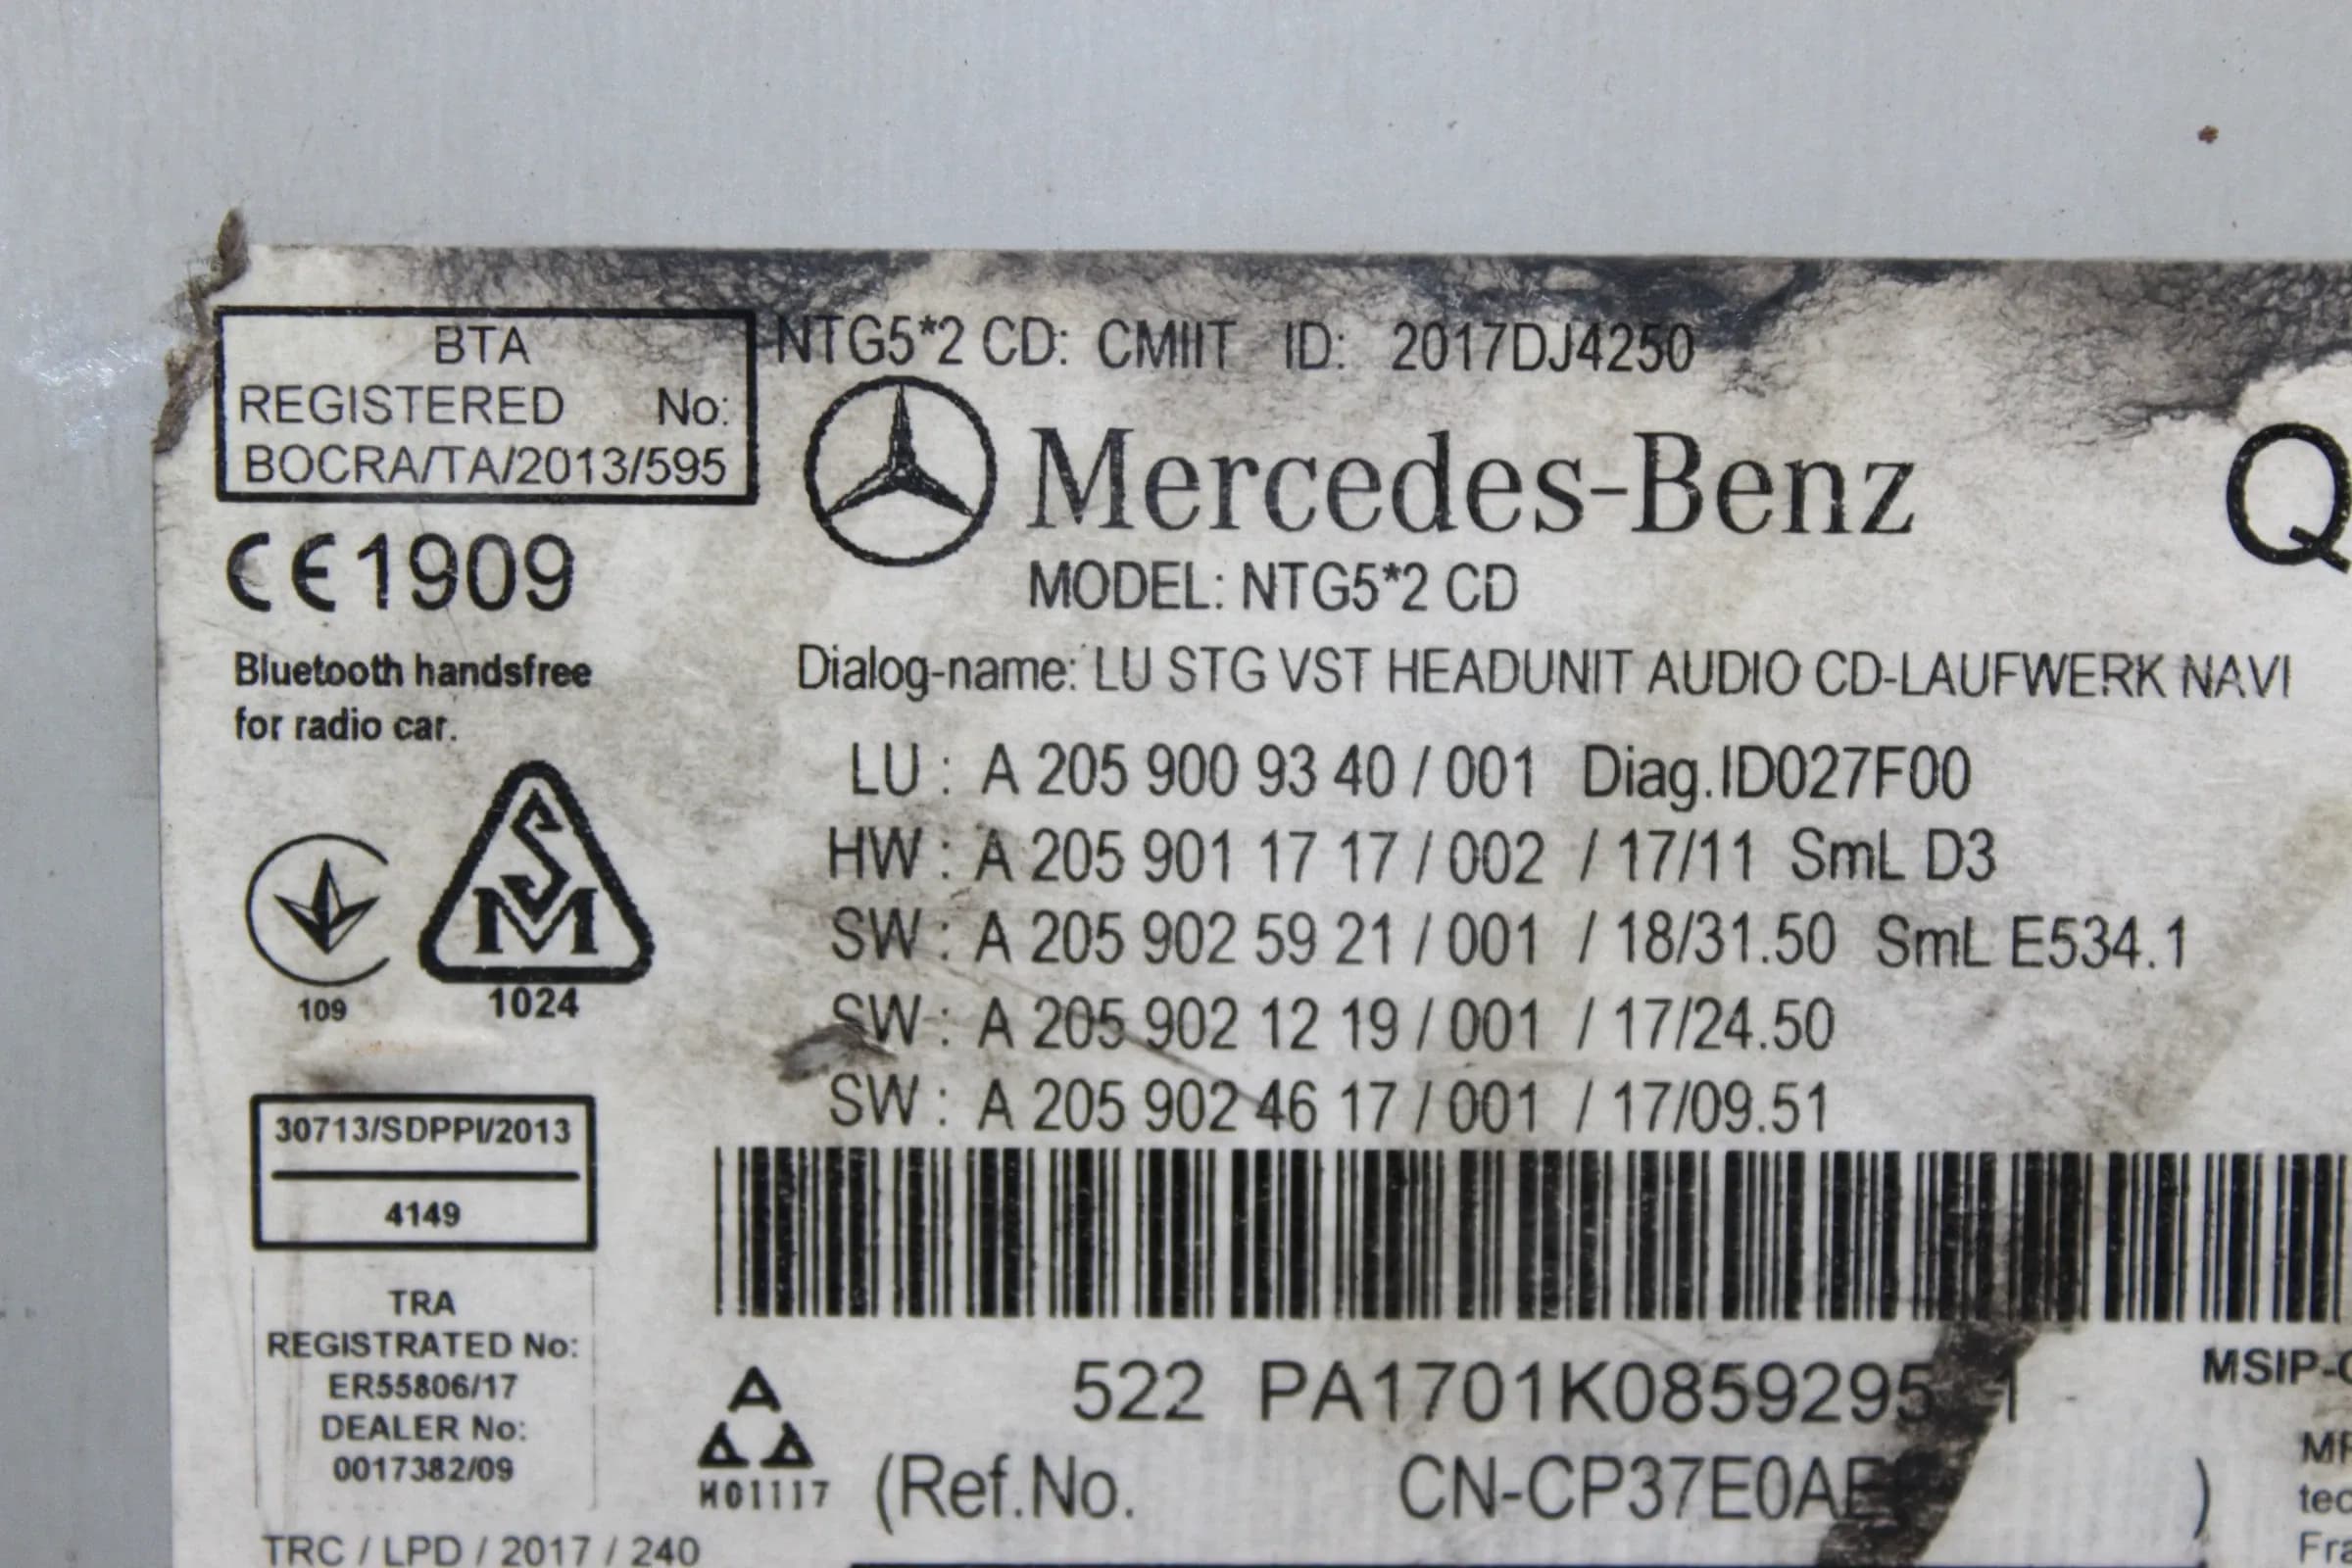 BTA
REGISTERED No:
BOCRA/TA/2013/595
CE1909
Bluetooth handsfree
for radio car.
109
SM
1024
30713/SDPPI/2013
4149
TRA
REGISTRATED No:
ER55806/17
DEALER No:
0017382/09
TRC / LPD / 2017 / 240
NTG5*2 CD: CMIIT ID: 2017DJ4250
Mercedes-Benz
Q
MODEL: NTG5*2 CD
Dialog-name: LU STG VST HEADUNIT AUDIO CD-LAUFWERK NAVI
LU : A 205 900 93 40 / 001 Diag.ID027F00
HW : A 205 901 17 17 / 002 / 17/11 SmL D3
SW : A 205 902 59 21 / 001 / 18/31.50 SmL E534.1
SW : A 205 902 12 19 / 001 / 17/24.50
SW : A 205 902 46 17 / 001 / 17/09.51
522 PA1701K0859295 1
A
(Ref.No. )